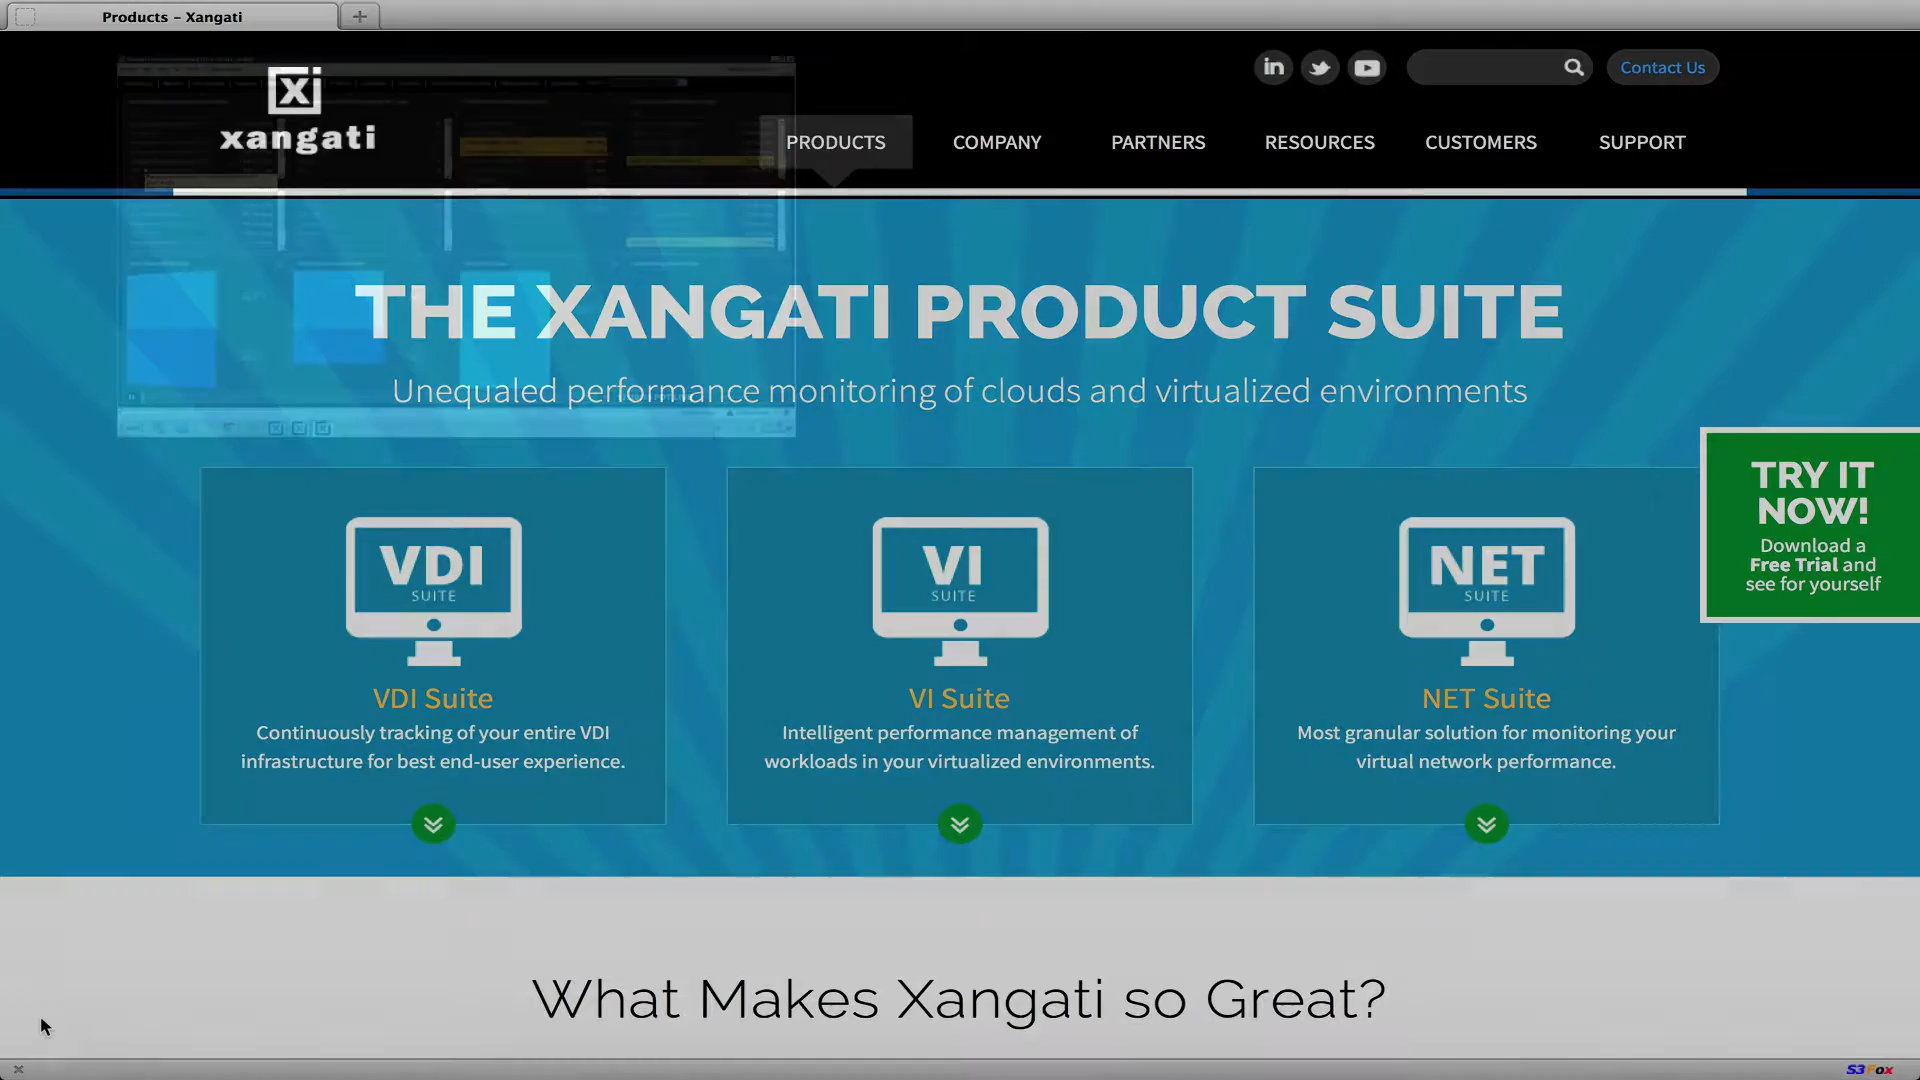 Products – Xangati
xi
xangati
in
Contact Us
PRODUCTS
COMPANY
PARTNERS
RESOURCES
CUSTOMERS
SUPPORT
THE XANGATI PRODUCT SUITE
Unequaled performance monitoring of clouds and virtualized environments
TRY IT
NOW!
Download a
Free Trial and
see for yourself
VDI
SUITE
VDI Suite
Continuously tracking of your entire VDI
infrastructure for best end-user experience.
VI
SUITE
VI Suite
Intelligent performance management of
workloads in your virtualized environments.
NET
SUITE
NET Suite
Most granular solution for monitoring your
virtual network performance.
What Makes Xangati so Great?
S3Fox